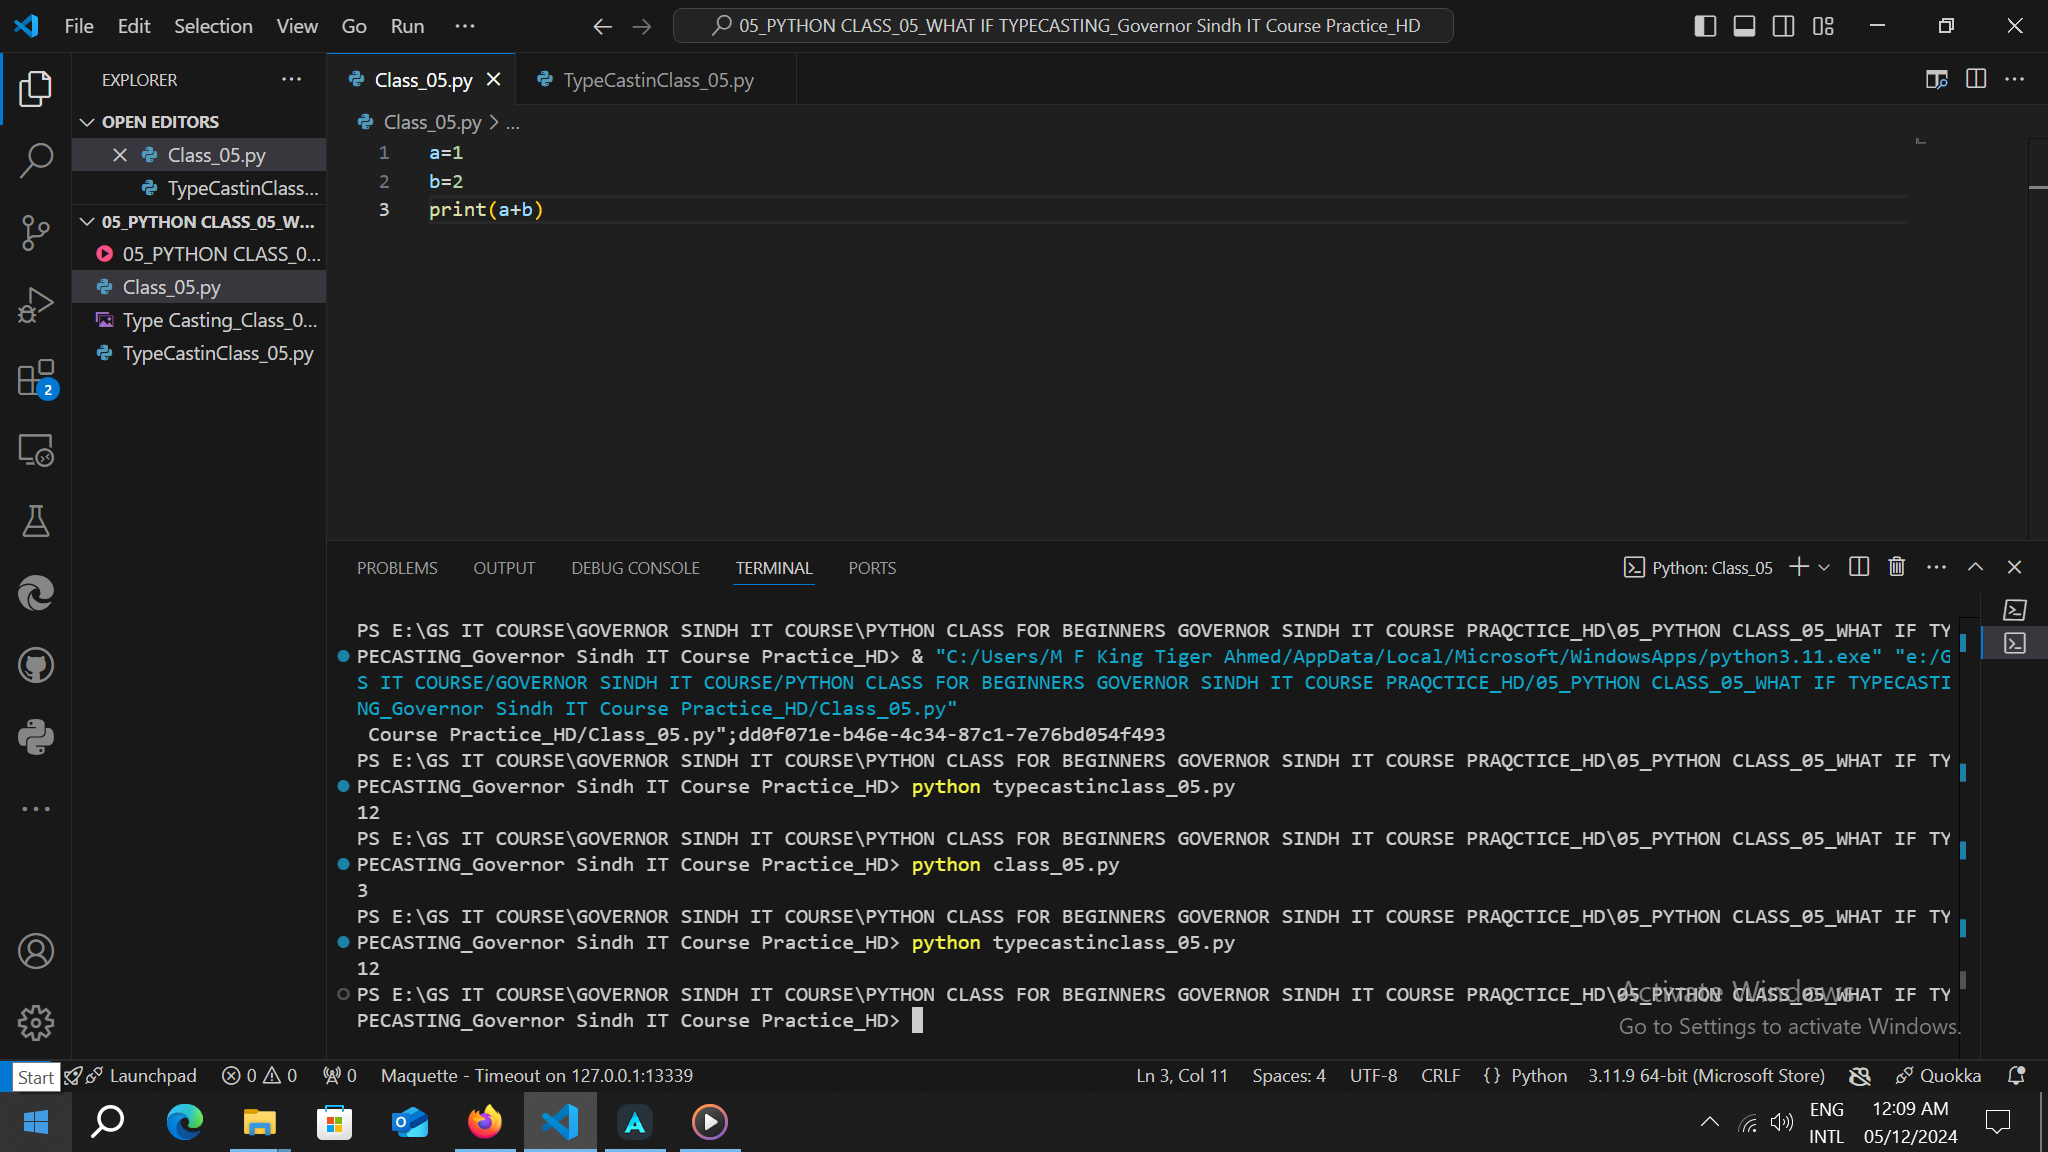 File Edit Selection View Go Run ...
05_PYTHON CLASS_05_WHAT IF TYPECASTING_Governor Sindh IT Course Practice_HD
EXPLORER
OPEN EDITORS
Class_05.py
TypeCastinClass...
05_PYTHON CLASS_05_W...
05_PYTHON CLASS_0...
Class_05.py
Type Casting_Class_0...
TypeCastinClass_05.py
2
Class_05.py TypeCastinClass_05.py
Class_05.py > ...
1 a=1
2 b=2
3 print(a+b)
PROBLEMS OUTPUT DEBUG CONSOLE TERMINAL PORTS
Python: Class_05
PS E:\GS IT COURSE\GOVERNOR SINDH IT COURSE\PYTHON CLASS FOR BEGINNERS GOVERNOR SINDH IT COURSE PRAQCTICE_HD\05_PYTHON CLASS_05_WHAT IF TY
PECASTING_Governor Sindh IT Course Practice_HD> & "C:/Users/M F King Tiger Ahmed/AppData/Local/Microsoft/WindowsApps/python3.11.exe" "e:/G
S IT COURSE/GOVERNOR SINDH IT COURSE/PYTHON CLASS FOR BEGINNERS GOVERNOR SINDH IT COURSE PRAQCTICE_HD/05_PYTHON CLASS_05_WHAT IF TYPECASTI
NG_Governor Sindh IT Course Practice_HD/Class_05.py"
Course Practice_HD/Class_05.py";dd0f071e-b46e-4c34-87c1-7e76bd054f493
PS E:\GS IT COURSE\GOVERNOR SINDH IT COURSE\PYTHON CLASS FOR BEGINNERS GOVERNOR SINDH IT COURSE PRAQCTICE_HD\05_PYTHON CLASS_05_WHAT IF TY
PECASTING_Governor Sindh IT Course Practice_HD> python typecastinclass_05.py
12
PS E:\GS IT COURSE\GOVERNOR SINDH IT COURSE\PYTHON CLASS FOR BEGINNERS GOVERNOR SINDH IT COURSE PRAQCTICE_HD\05_PYTHON CLASS_05_WHAT IF TY
PECASTING_Governor Sindh IT Course Practice_HD> python class_05.py
3
PS E:\GS IT COURSE\GOVERNOR SINDH IT COURSE\PYTHON CLASS FOR BEGINNERS GOVERNOR SINDH IT COURSE PRAQCTICE_HD\05_PYTHON CLASS_05_WHAT IF TY
PECASTING_Governor Sindh IT Course Practice_HD> python typecastinclass_05.py
12
PS E:\GS IT COURSE\GOVERNOR SINDH IT COURSE\PYTHON CLASS FOR BEGINNERS GOVERNOR SINDH IT COURSE PRAQCTICE_HD\05_PYTHON CLASS_05_WHAT IF TY
PECASTING_Governor Sindh IT Course Practice_HD>
Activate Windows
Go to Settings to activate Windows.
Start Launchpad 0 0 0 Maquette - Timeout on 127.0.0.1:13339 Ln 3, Col 11 Spaces: 4 UTF-8 CRLF {} Python 3.11.9 64-bit (Microsoft Store) Quokka
ENG 12:09 AM
INTL 05/12/2024